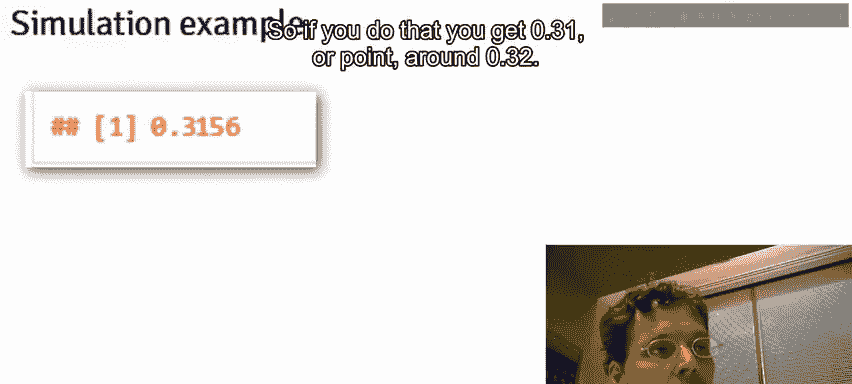 Simulation example
So if you do that you get 0.31,
or point, around 0.32.
## [1] 0.3156